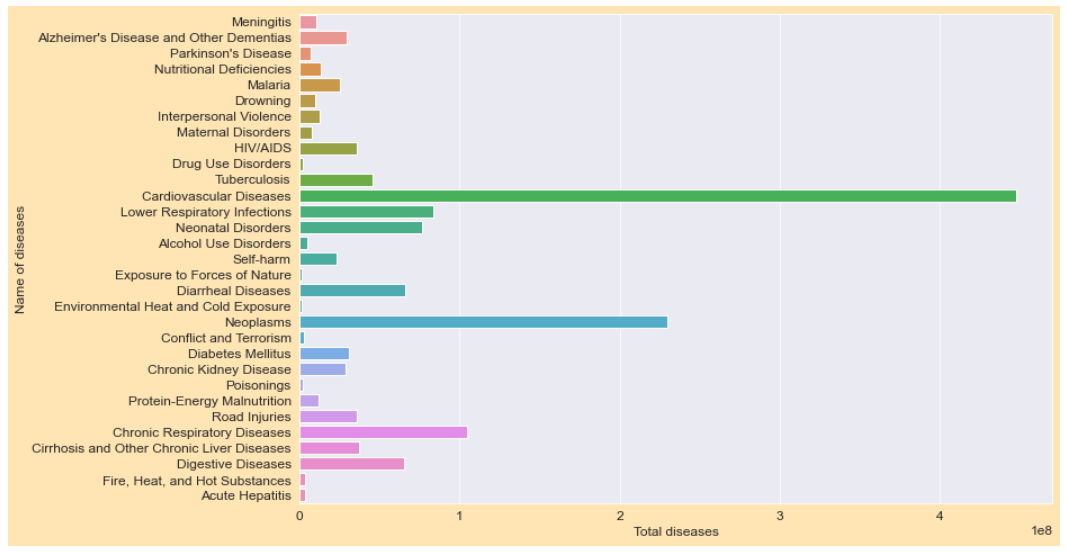 Meningitis
Alzheimer's Disease and Other Dementias
Parkinson's Disease
Nutritional Deficiencies
Malaria
Drowning
Interpersonal Violence
Maternal Disorders
HIV/AIDS
Drug Use Disorders
Tuberculosis
Cardiovascular Diseases
Lower Respiratory Infections
Neonatal Disorders
Alcohol Use Disorders
Self-harm
Exposure to Forces of Nature
Diarrheal Diseases
Environmental Heat and Cold Exposure
Neoplasms
Conflict and Terrorism
Diabetes Mellitus
Chronic Kidney Disease
Poisonings
Protein-Energy Malnutrition
Road Injuries
Chronic Respiratory Diseases
Cirrhosis and Other Chronic Liver Diseases
Digestive Diseases
Fire, Heat, and Hot Substances
Acute Hepatitis
Name of diseases
0 1 2 3 4
Total diseases
1e8